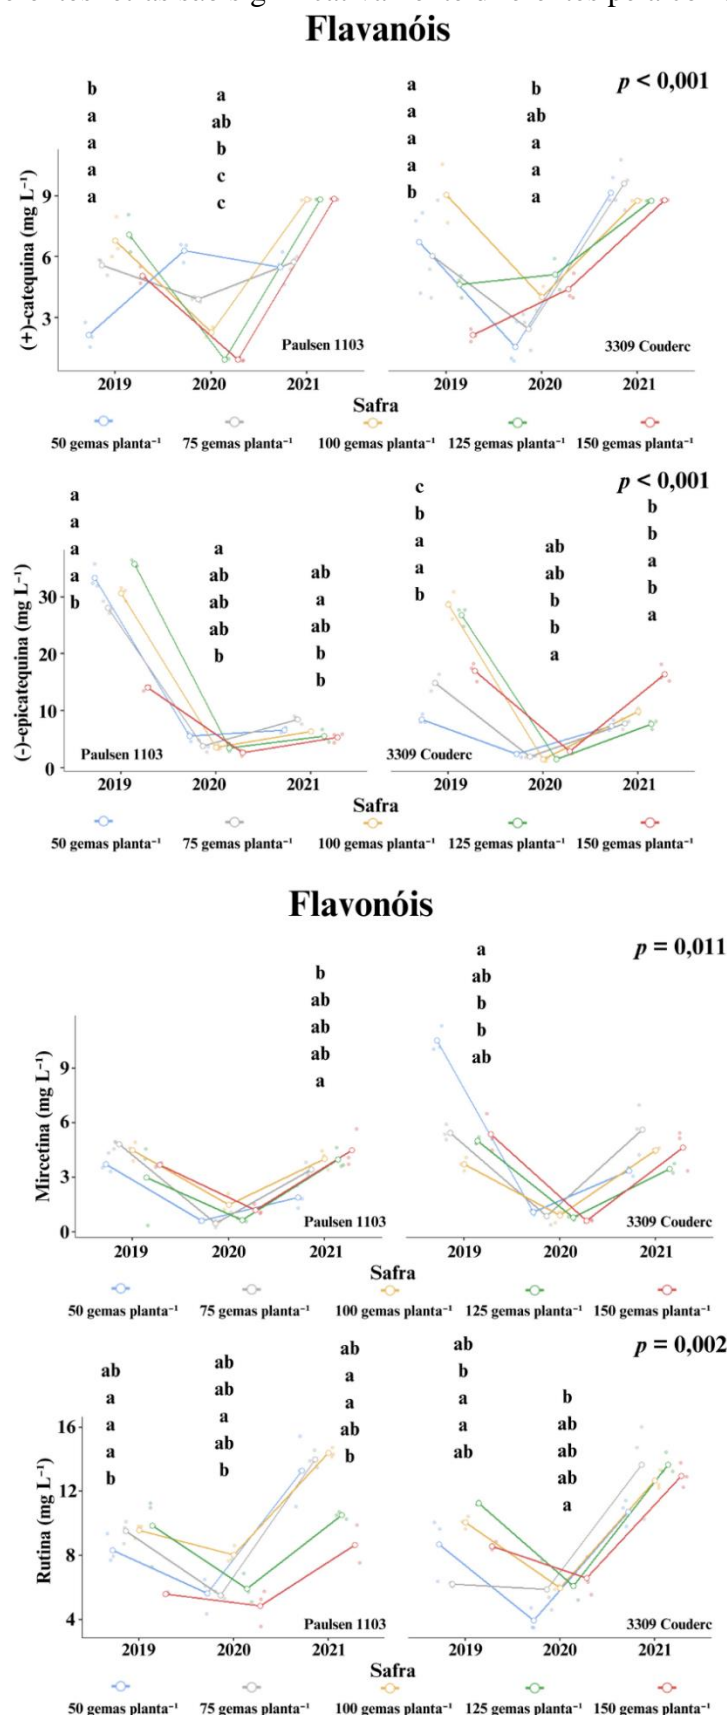 Flavanóis
p < 0,001
b a a a a
a ab b c c
a a a a b
b ab a a a
(+)-catequina (mg L⁻¹)
9
6
3
Paulsen 1103
3309 Couderc
2019 2020 2021 2019 2020 2021
Safra
50 gemas planta⁻¹ 75 gemas planta⁻¹ 100 gemas planta⁻¹ 125 gemas planta⁻¹ 150 gemas planta⁻¹
p < 0,001
a a a a b
a ab ab ab b
ab a ab b b
c b a a b
ab ab b b a
b b a b a
(-)-epicatequina (mg L⁻¹)
30
20
10
0
Paulsen 1103
3309 Couderc
2019 2020 2021 2019 2020 2021
Safra
50 gemas planta⁻¹ 75 gemas planta⁻¹ 100 gemas planta⁻¹ 125 gemas planta⁻¹ 150 gemas planta⁻¹
Flavonóis
p = 0,011
b ab ab ab a
a ab b b ab
Mircetina (mg L⁻¹)
9
6
3
0
Paulsen 1103
3309 Couderc
2019 2020 2021 2019 2020 2021
Safra
50 gemas planta⁻¹ 75 gemas planta⁻¹ 100 gemas planta⁻¹ 125 gemas planta⁻¹ 150 gemas planta⁻¹
p = 0,002
ab a a a b
ab ab a ab b
ab a a ab b
ab b a a ab
b ab ab ab a
Rutina (mg L⁻¹)
16
12
8
4
Paulsen 1103
3309 Couderc
2019 2020 2021 2019 2020 2021
Safra
50 gemas planta⁻¹ 75 gemas planta⁻¹ 100 gemas planta⁻¹ 125 gemas planta⁻¹ 150 gemas planta⁻¹